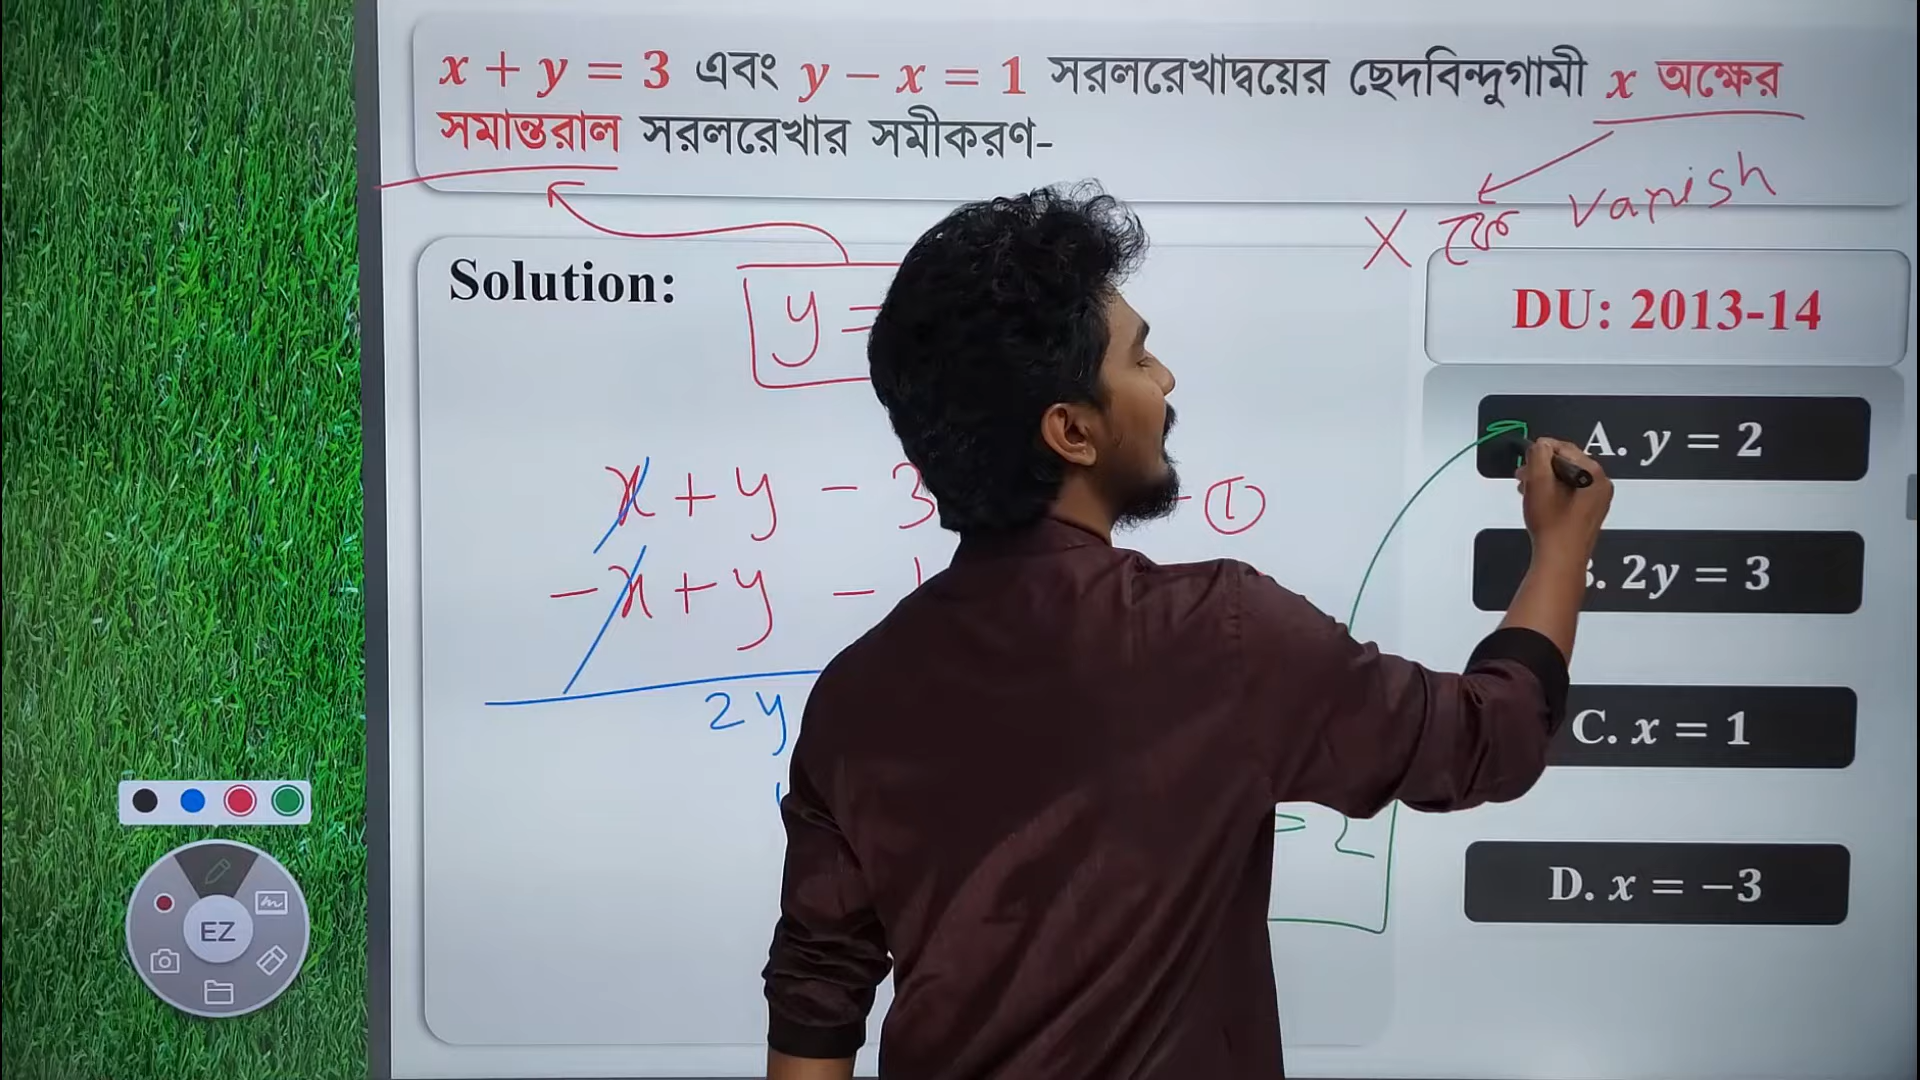 x + y = 3 এবং y − x = 1 সরলরেখাদ্বয়ের ছেদবিন্দুগামী x অক্ষের
সমান্তরাল সরলরেখার সমীকরণ-
X কে vanish
Solution:
y =
DU: 2013-14
A. y = 2
x + y − 3
①
−x + y −
. 2y = 3
2y
C. x = 1
= 2
D. x = −3
EZ